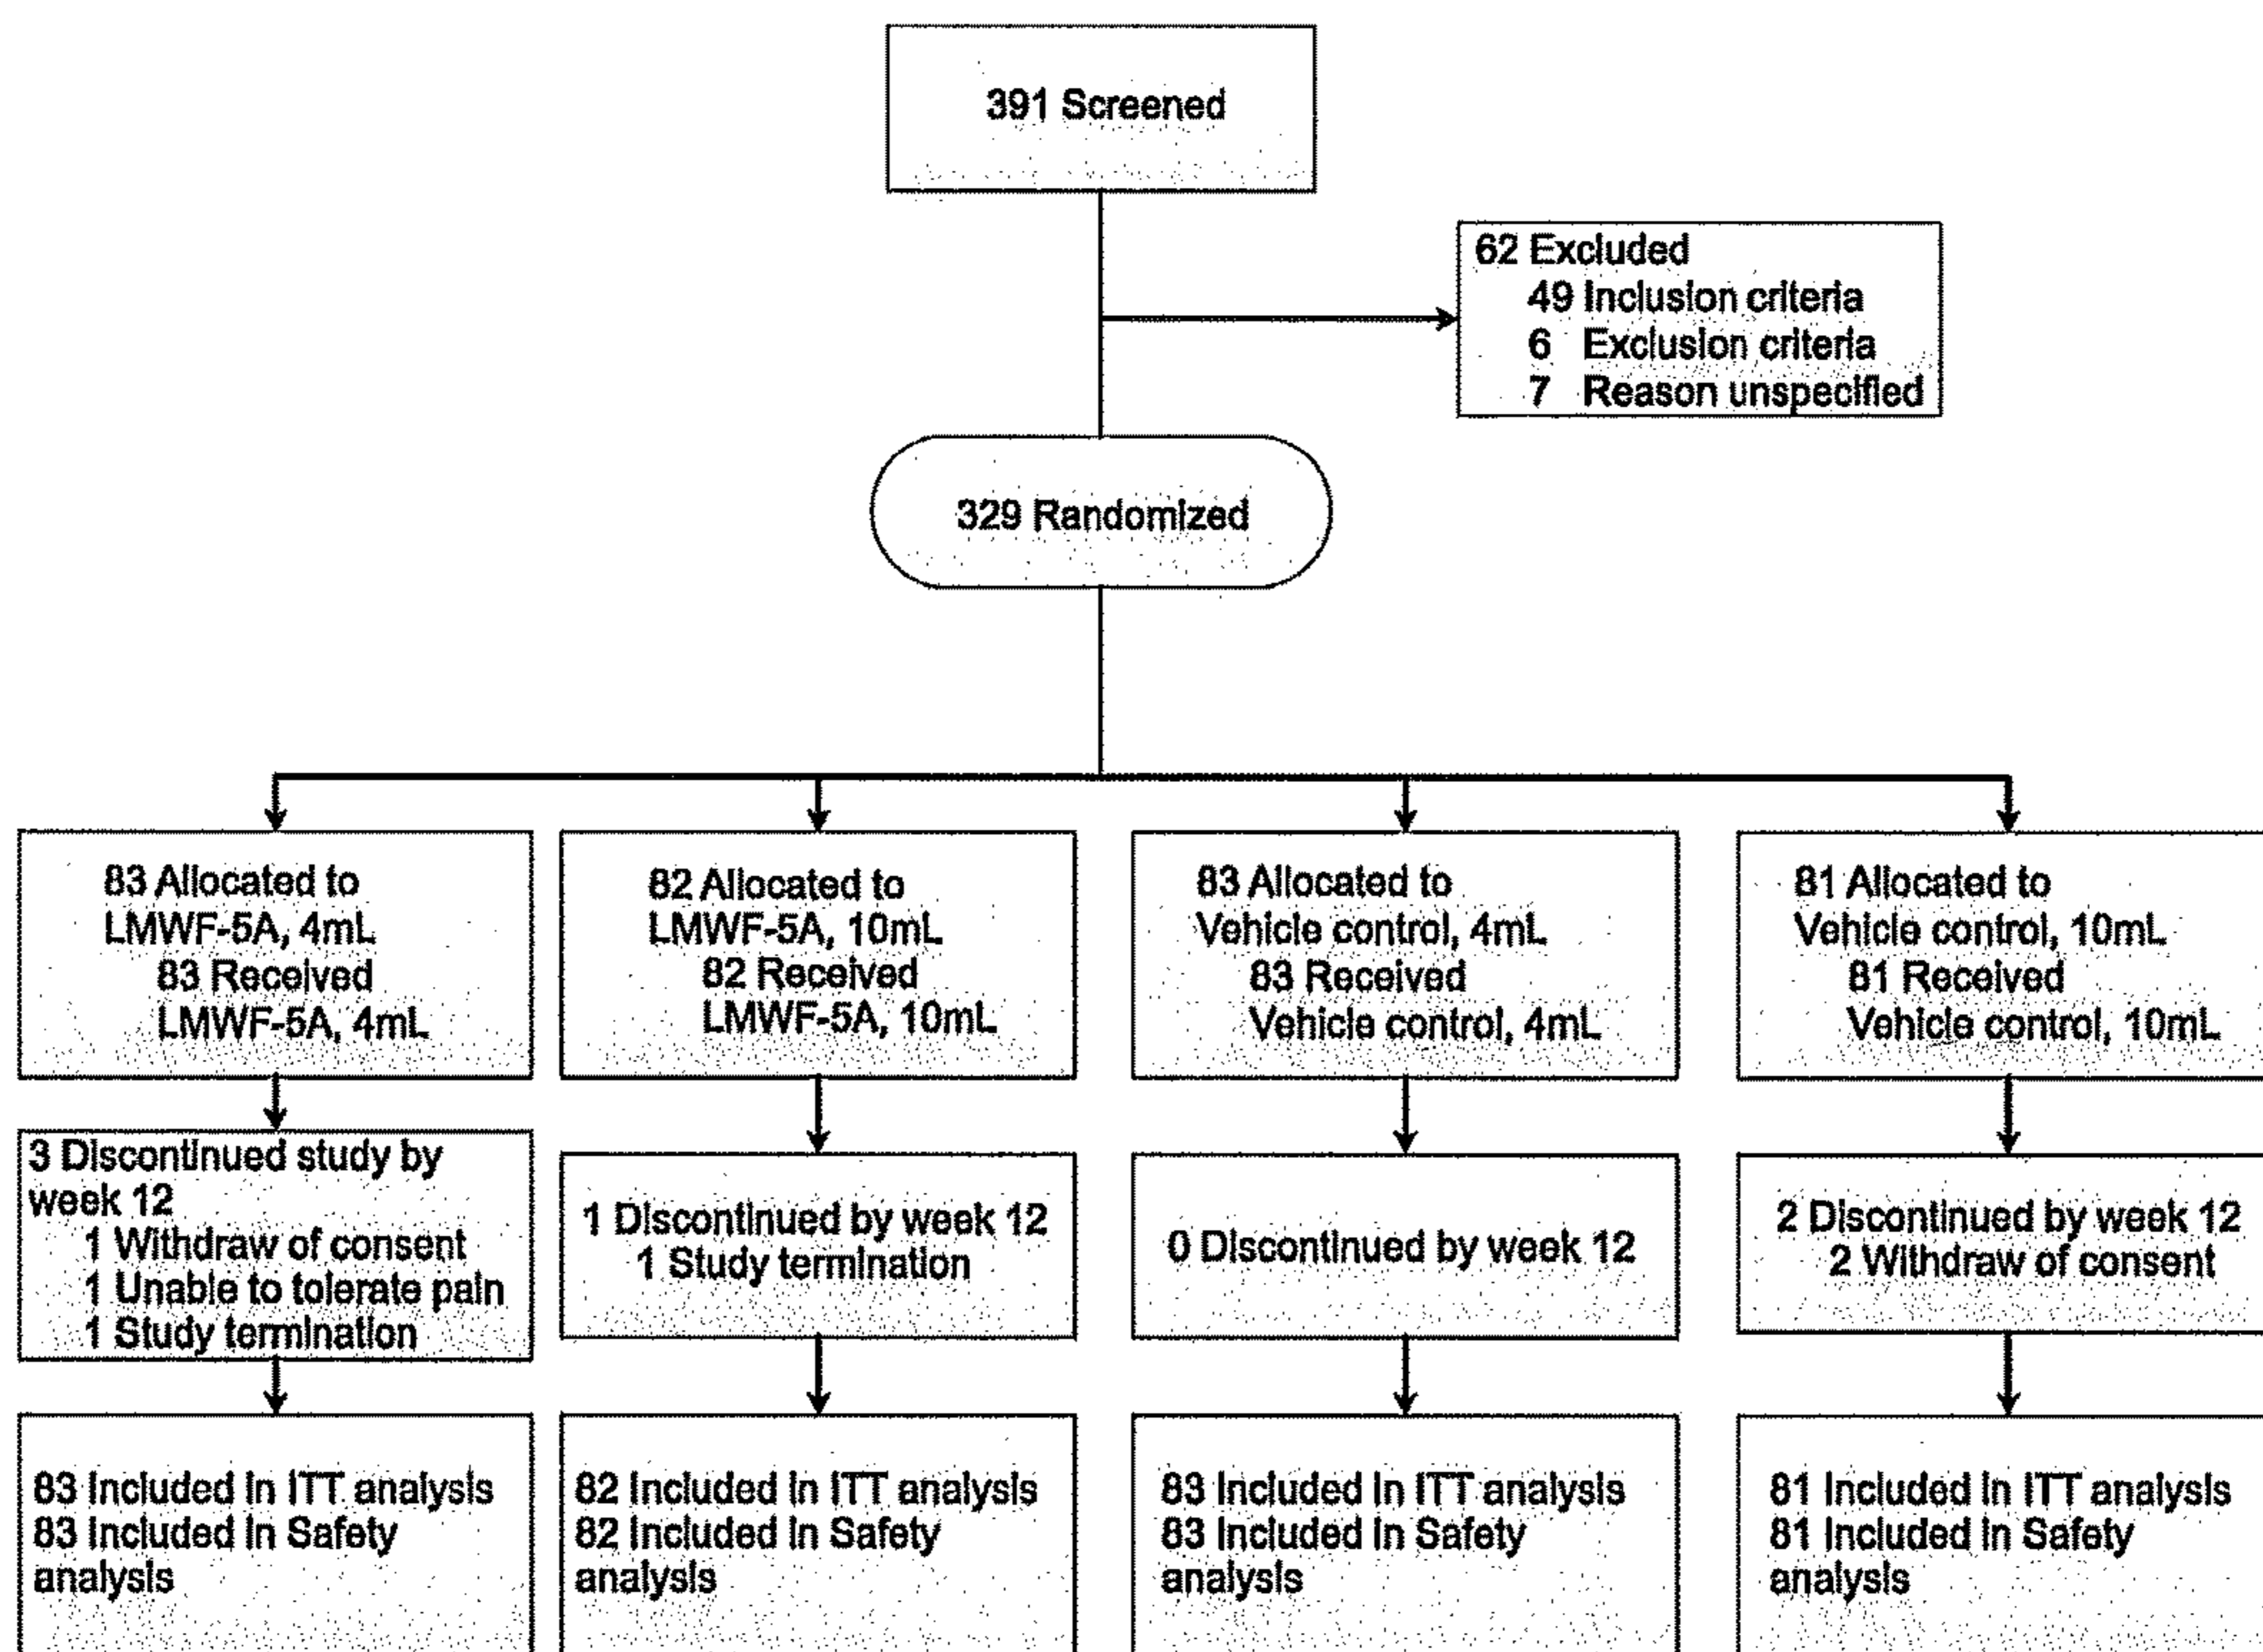 391 Screened
62 Excluded
49 Inclusion criteria
6 Exclusion criteria
7 Reason unspecified
329 Randomized
83 Allocated to
LMWF-5A, 4mL
83 Received
LMWF-5A, 4mL
82 Allocated to
LMWF-5A, 10mL
82 Received
LMWF-5A, 10mL
83 Allocated to
Vehicle control, 4mL
83 Received
Vehicle control, 4mL
81 Allocated to
Vehicle control, 10mL
81 Received
Vehicle control, 10mL
3 Discontinued study by
week 12
1 Withdraw of consent
1 Unable to tolerate pain
1 Study termination
1 Discontinued by week 12
1 Study termination
0 Discontinued by week 12
2 Discontinued by week 12
2 Withdraw of consent
83 Included in ITT analysis
83 Included in Safety
analysis
82 Included in ITT analysis
82 Included in Safety
analysis
83 Included in ITT analysis
83 Included in Safety
analysis
81 Included in ITT analysis
81 Included in Safety
analysis